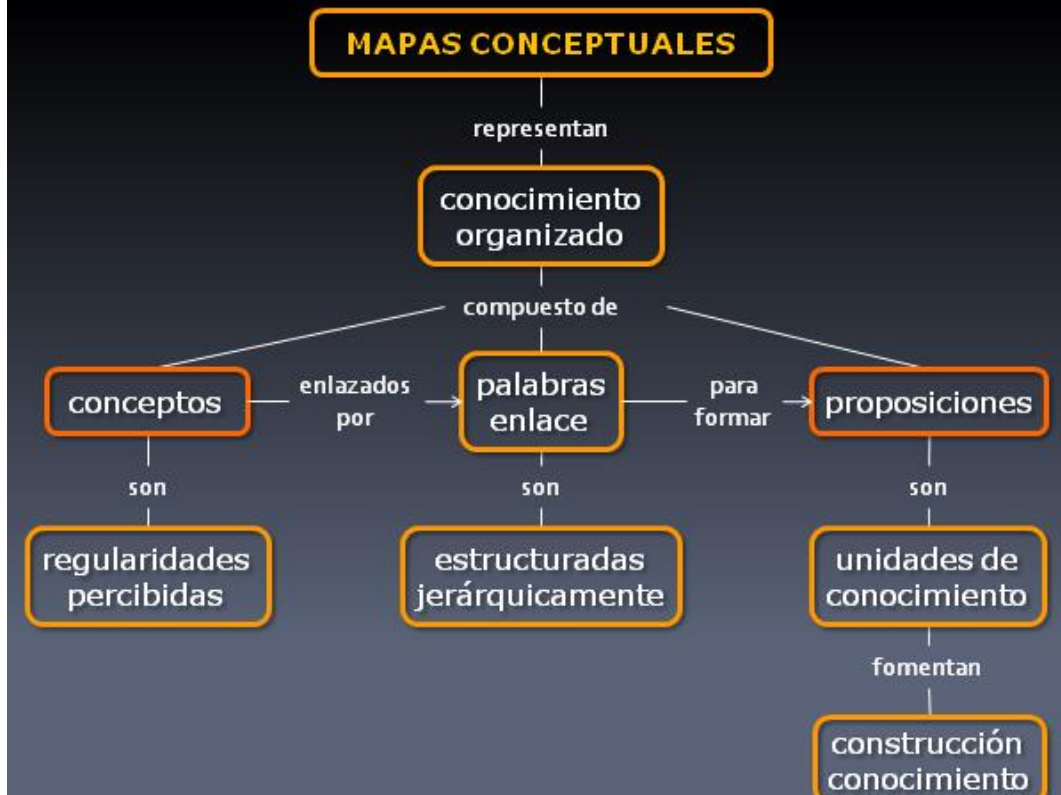 MAPAS CONCEPTUALES
representan
conocimiento
organizado
compuesto de
conceptos
enlazados
por
palabras
enlace
para
formar
proposiciones
son
son
son
regularidades
percibidas
estructuradas
jerárquicamente
unidades de
conocimiento
fomentan
construcción
conocimiento